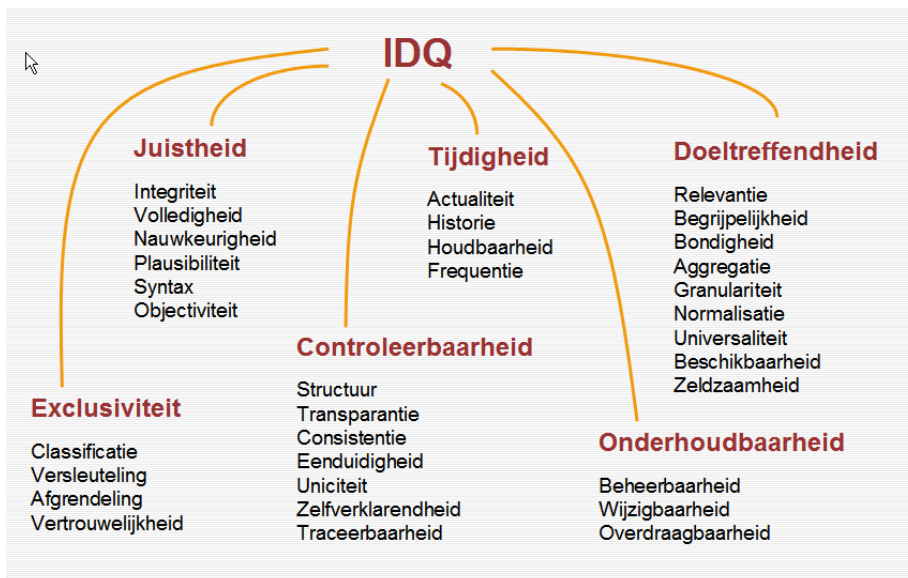 IDQ
Juistheid
Integriteit
Volledigheid
Nauwkeurigheid
Plausibiliteit
Syntax
Objectiviteit
Tijdigheid
Actualiteit
Historie
Houdbaarheid
Frequentie
Doeltreffendheid
Relevantie
Begrijpelijkheid
Bondigheid
Aggregatie
Granulariteit
Normalisatie
Universaliteit
Beschikbaarheid
Zeldzaamheid
Exclusiviteit
Classificatie
Versleuteling
Afgrendeling
Vertrouwelijkheid
Controleerbaarheid
Structuur
Transparantie
Consistentie
Eenduidigheid
Uniciteit
Zelfverklarendheid
Traceerbaarheid
Onderhoudbaarheid
Beheerbaarheid
Wijzigbaarheid
Overdraagbaarheid